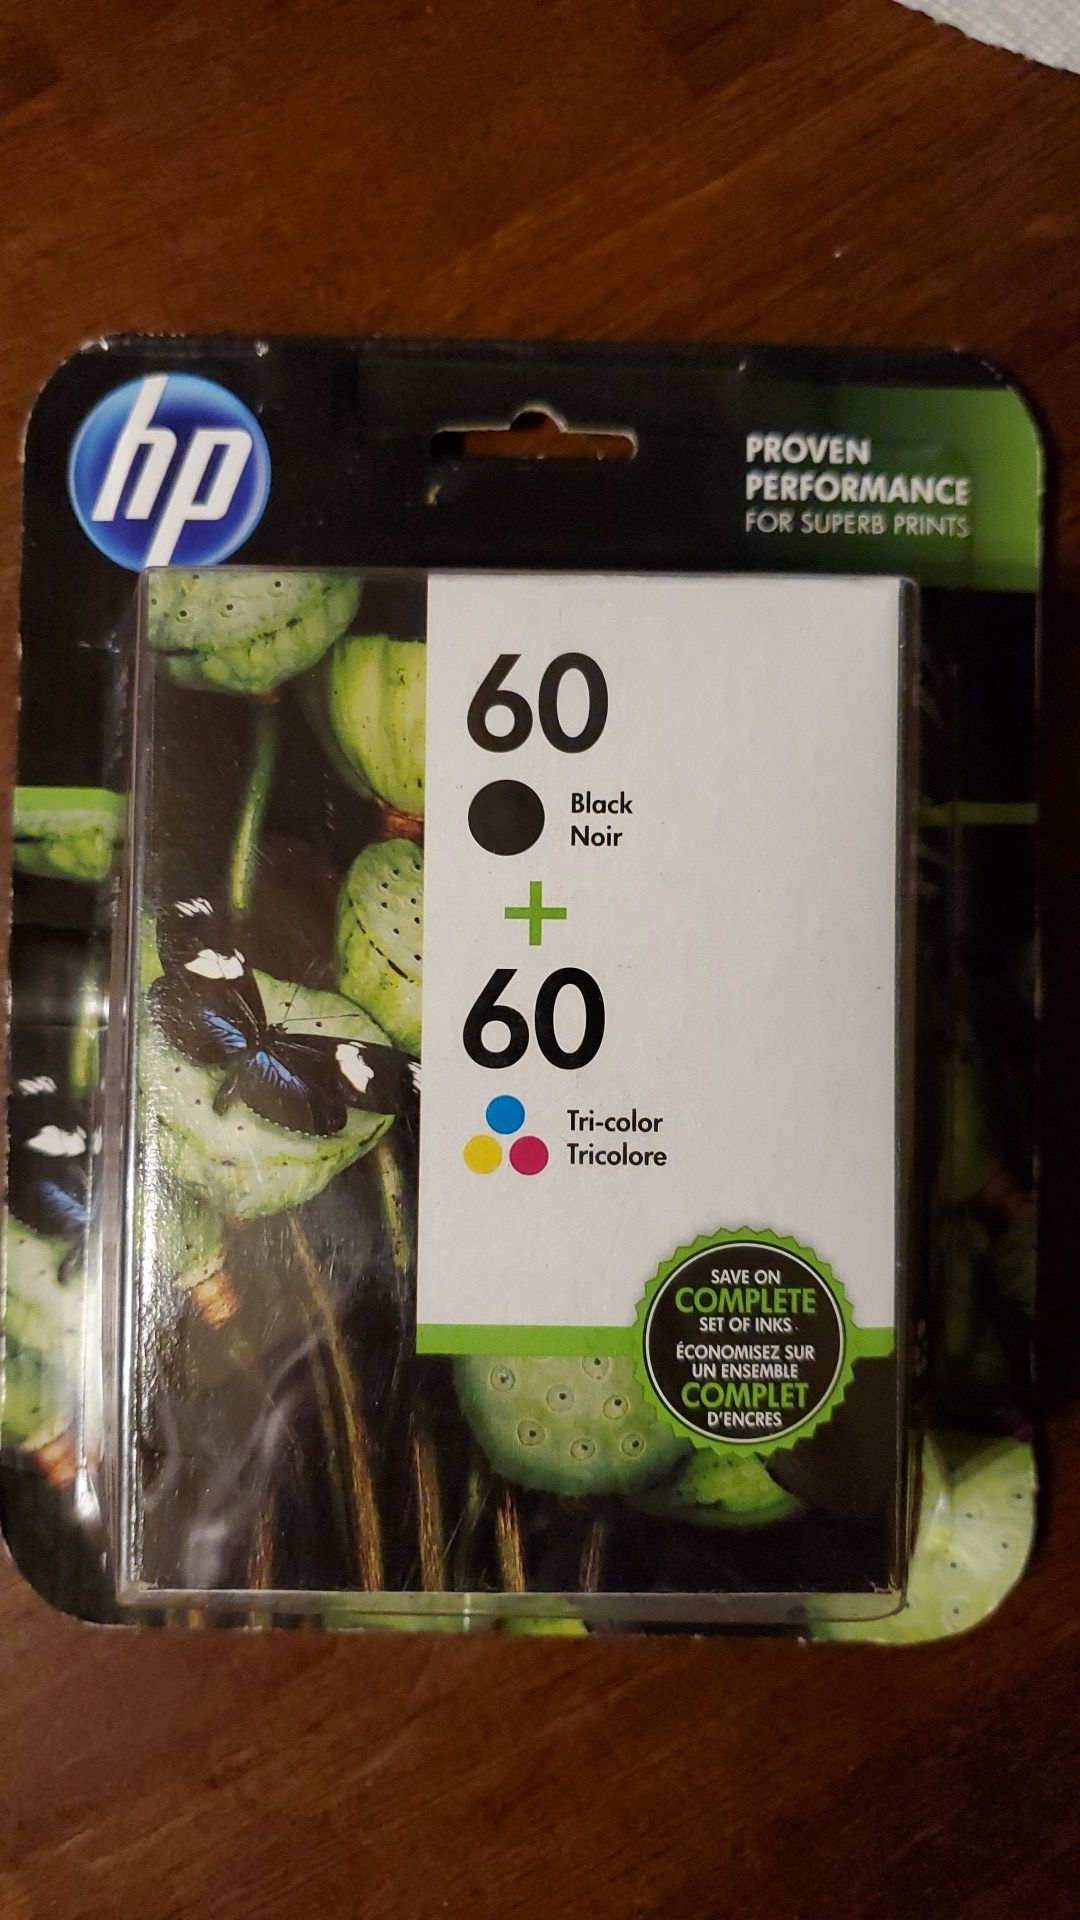 hp
PROVEN
PERFORMANCE
FOR SUPERB PRINTS
60
Black
Noir
+
60
Tri-color
Tricolore
SAVE ON
COMPLETE
SET OF INKS.
ÉCONOMISEZ SUR
UN ENSEMBLE
COMPLET
D'ENCRES